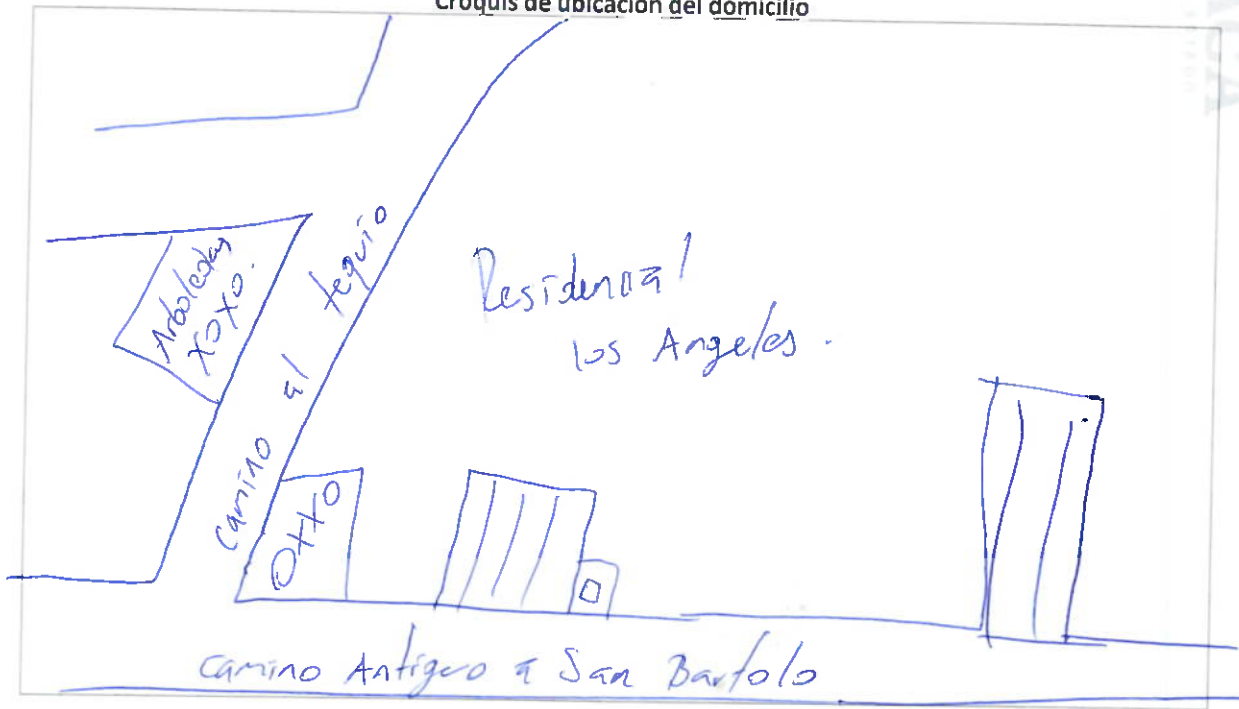 Croquis de ubicación del domicilio
Arboledas
XOXO.
Camino al tequio
Residencial
los Angeles.
OXXO
Camino Antiguo a San Bartolo